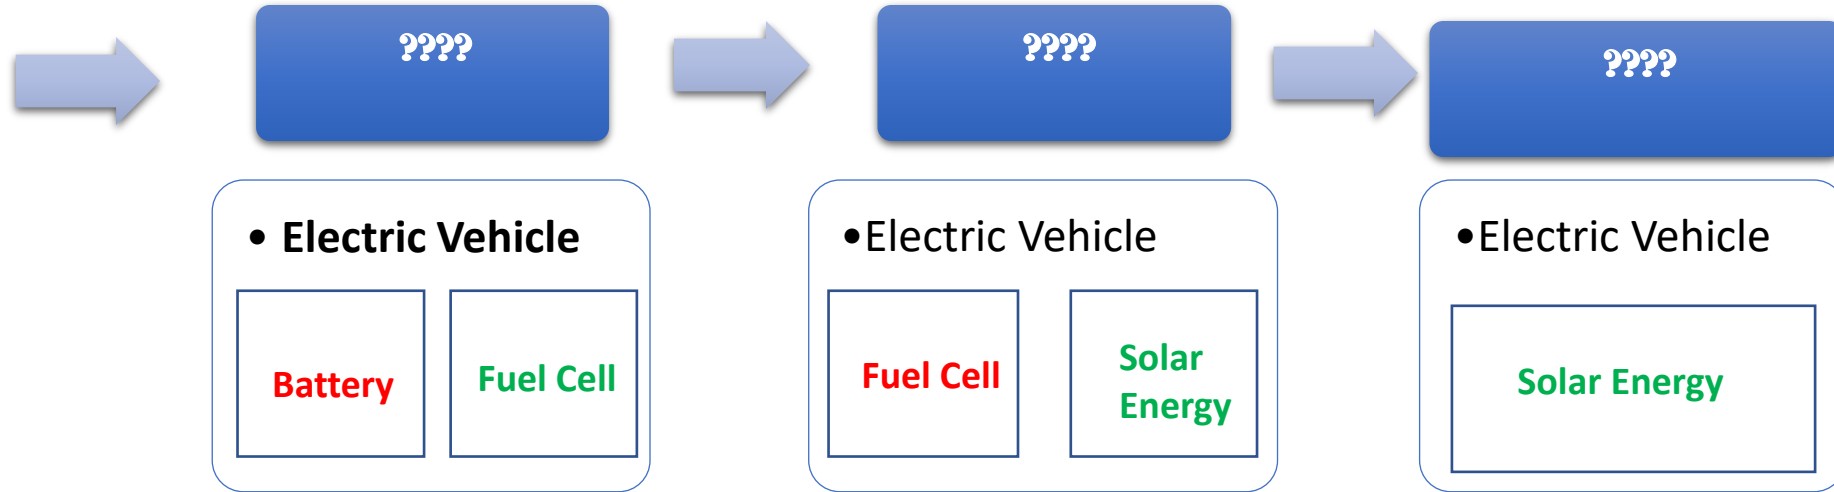 ????
????
????
• Electric Vehicle
Battery
Fuel Cell
•Electric Vehicle
Fuel Cell
Solar
Energy
•Electric Vehicle
Solar Energy